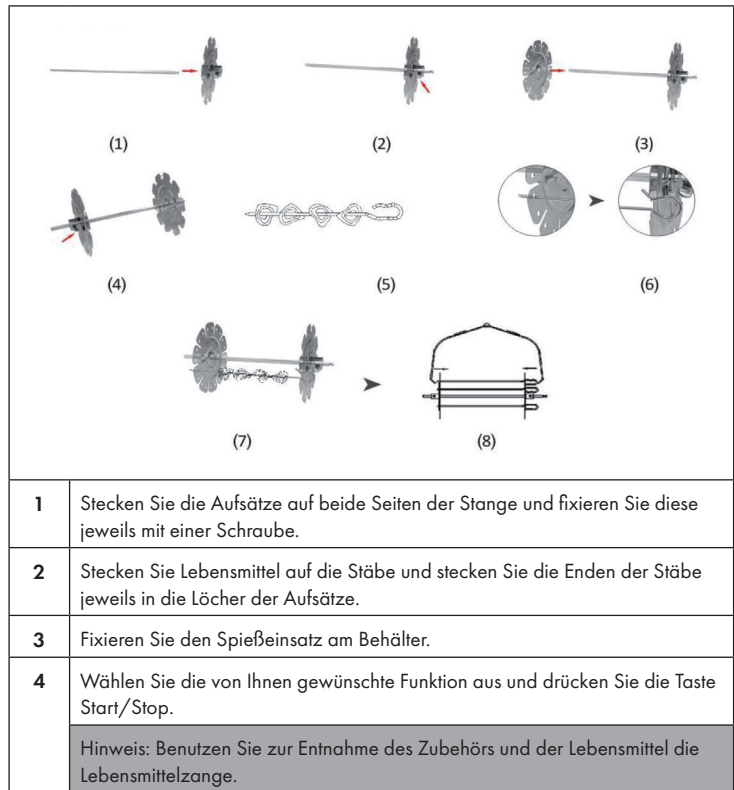 (1)
(2)
(3)
(4)
(5)
(6)
(7)
(8)
1
Stecken Sie die Aufsätze auf beide Seiten der Stange und fixieren Sie diese
jeweils mit einer Schraube.
2
Stecken Sie Lebensmittel auf die Stäbe und stecken Sie die Enden der Stäbe
jeweils in die Löcher der Aufsätze.
3
Fixieren Sie den Spießeinsatz am Behälter.
4
Wählen Sie die von Ihnen gewünschte Funktion aus und drücken Sie die Taste
Start/Stop.
Hinweis: Benutzen Sie zur Entnahme des Zubehörs und der Lebensmittel die
Lebensmittelzange.